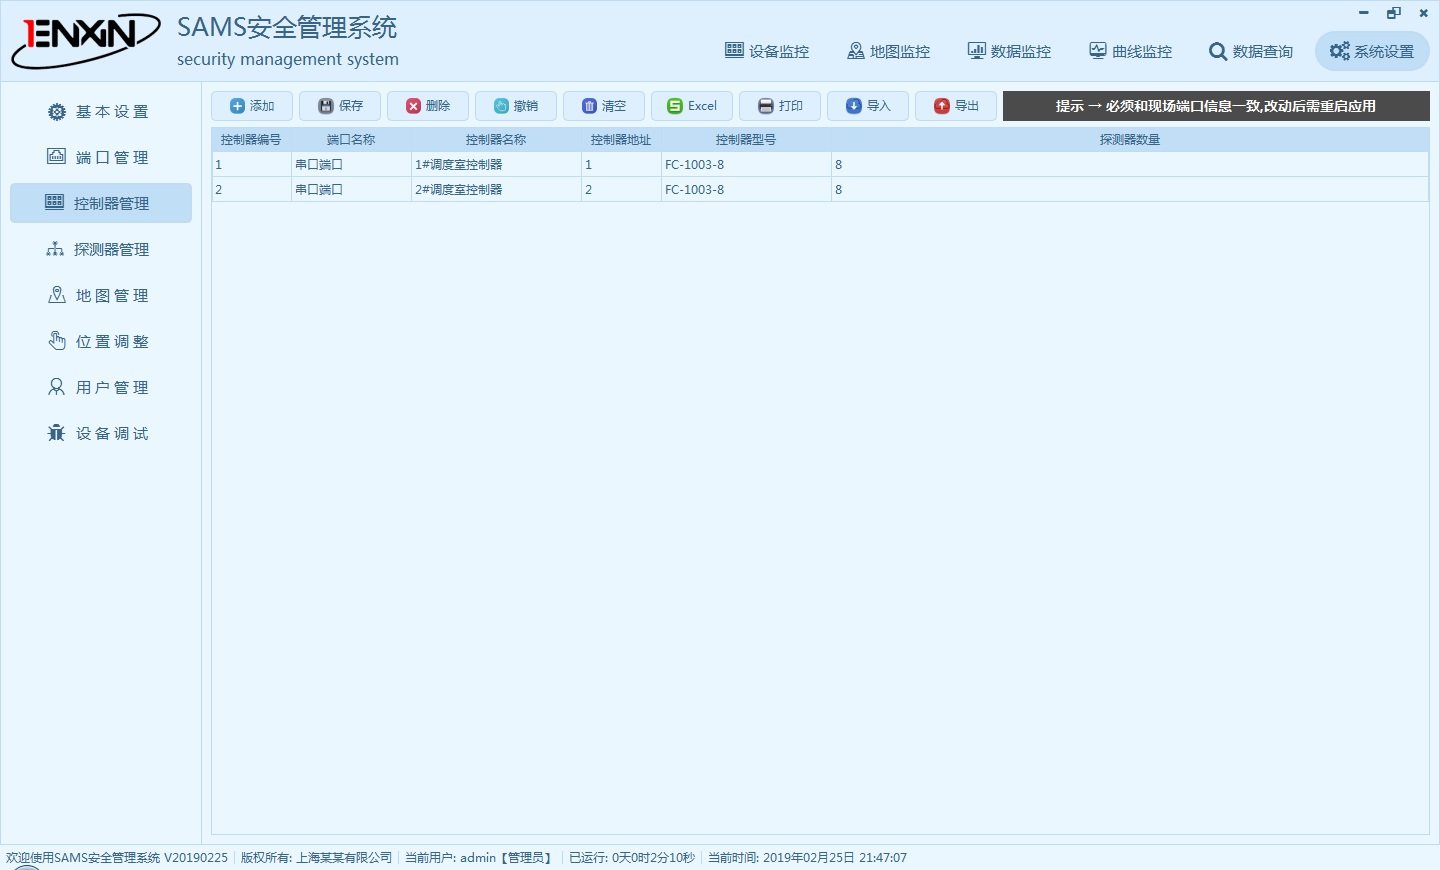 1ENXIN
SAMS安全管理系统
security management system
设备监控
地图监控
数据监控
曲线监控
数据查询
系统设置
基本设置
端口管理
控制器管理
探测器管理
地图管理
位置调整
用户管理
设备调试
添加 保存 删除 撤销 清空 Excel 打印 导入 导出
提示 → 必须和现场端口信息一致,改动后需重启应用
控制器编号 端口名称 控制器名称 控制器地址 控制器型号 探测器数量
1 串口端口 1#调度室控制器 1 FC-1003-8 8
2 串口端口 2#调度室控制器 2 FC-1003-8 8
欢迎使用SAMS安全管理系统 V20190225 版权所有: 上海某某有限公司 当前用户: admin【管理员】 已运行: 0天0时2分10秒 当前时间: 2019年02月25日 21:47:07